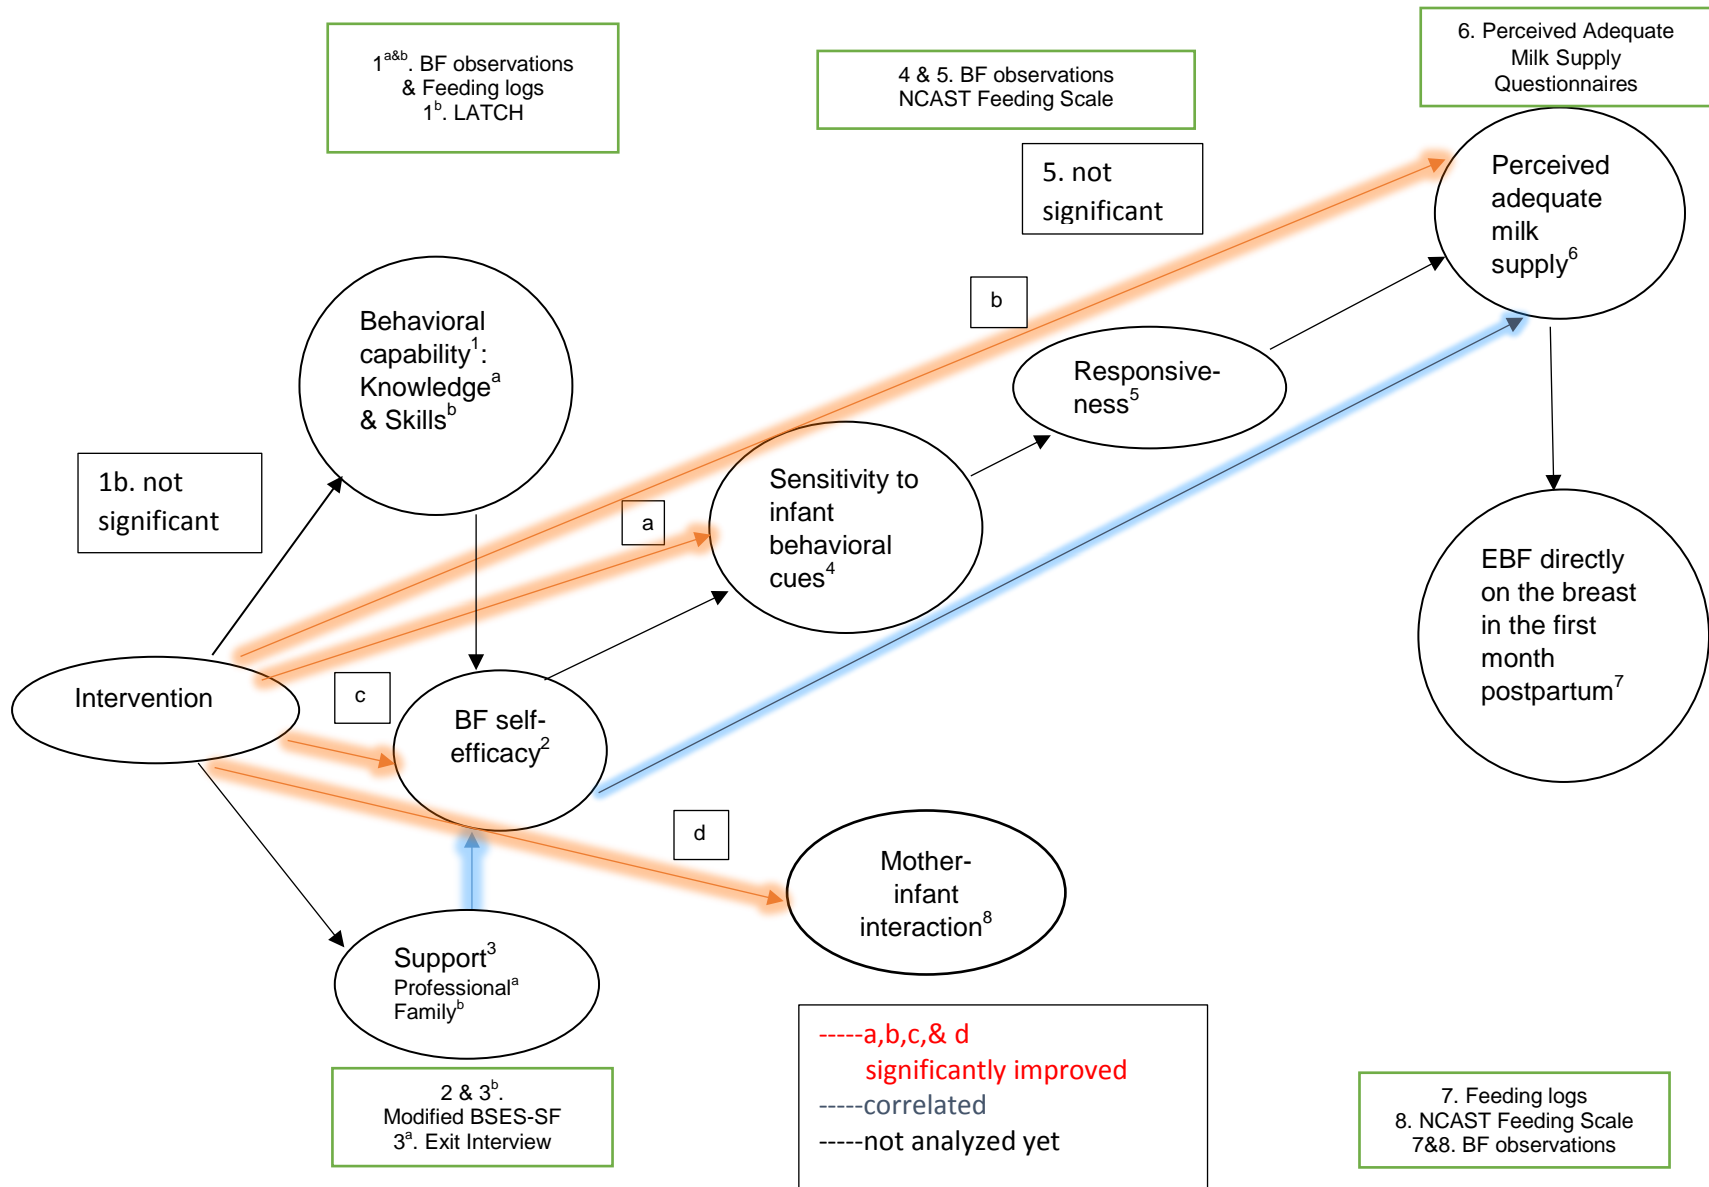 1a&b. BF observations
& Feeding logs
1b. LATCH
4 & 5. BF observations
NCAST Feeding Scale
6. Perceived Adequate
Milk Supply
Questionnaires
5. not
significant
Perceived
adequate
milk
supply6
b
Behavioral
capability1:
Knowledgea
& Skillsb
Responsive-
ness5
1b. not
significant
a
Sensitivity to
infant
behavioral
cues4
EBF directly
on the breast
in the first
month
postpartum7
Intervention
c
BF self-
efficacy2
d
Mother-
infant
interaction8
Support3
Professionala
Familyb
-----a,b,c,& d
significantly improved
-----correlated
-----not analyzed yet
2 & 3b.
Modified BSES-SF
3a. Exit Interview
7. Feeding logs
8. NCAST Feeding Scale
7&8. BF observations